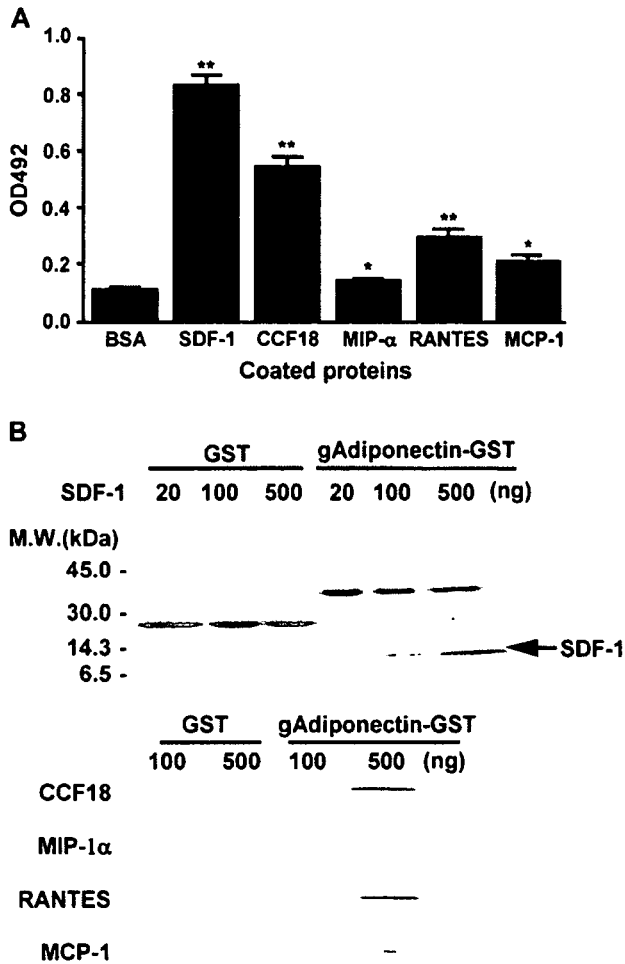 A
1.0
0.8
0.6
0.4
0.2
0.0
OD492
** ** * ** *
BSA SDF-1 CCF18 MIP-α RANTES MCP-1
Coated proteins
B
GST gAdiponectin-GST
SDF-1 20 100 500 20 100 500 (ng)
M.W.(kDa)
45.0 -
30.0 -
14.3 -
6.5 -
SDF-1
GST gAdiponectin-GST
100 500 100 500 (ng)
CCF18
MIP-1α
RANTES
MCP-1